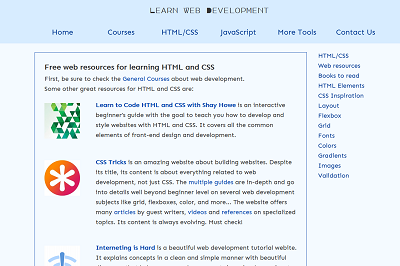 Learn Web Development
Home Courses HTML/CSS JavaScript More Tools Contact Us
Free web resources for learning HTML and CSS
First, be sure to check the General Courses about web development.
Some other great resources for HTML and CSS are:
Learn to Code HTML and CSS with Shay Howe is an interactive
beginner's guide with the goal to teach you how to develop and
style websites with HTML and CSS. It covers all the common
elements of front-end design and development.
CSS Tricks is an amazing website about building websites. Despite
its title, its content is about everything related to web
development, not just CSS. The multiple guides are in-depth and go
into details well beyond beginner level on several web development
subjects like grid, flexboxes, color, and more... The website offers
many articles by guest writers, videos and references on specialized
topics. Its content is always evolving. Must check!
Interneting is Hard is a beautiful web development tutorial webite.
It explains concepts in a clean and simple manner with beautiful
HTML/CSS
Web resources
Books to read
HTML Elements
CSS Inspiration
Layout
Flexbox
Grid
Fonts
Colors
Gradients
Images
Validation